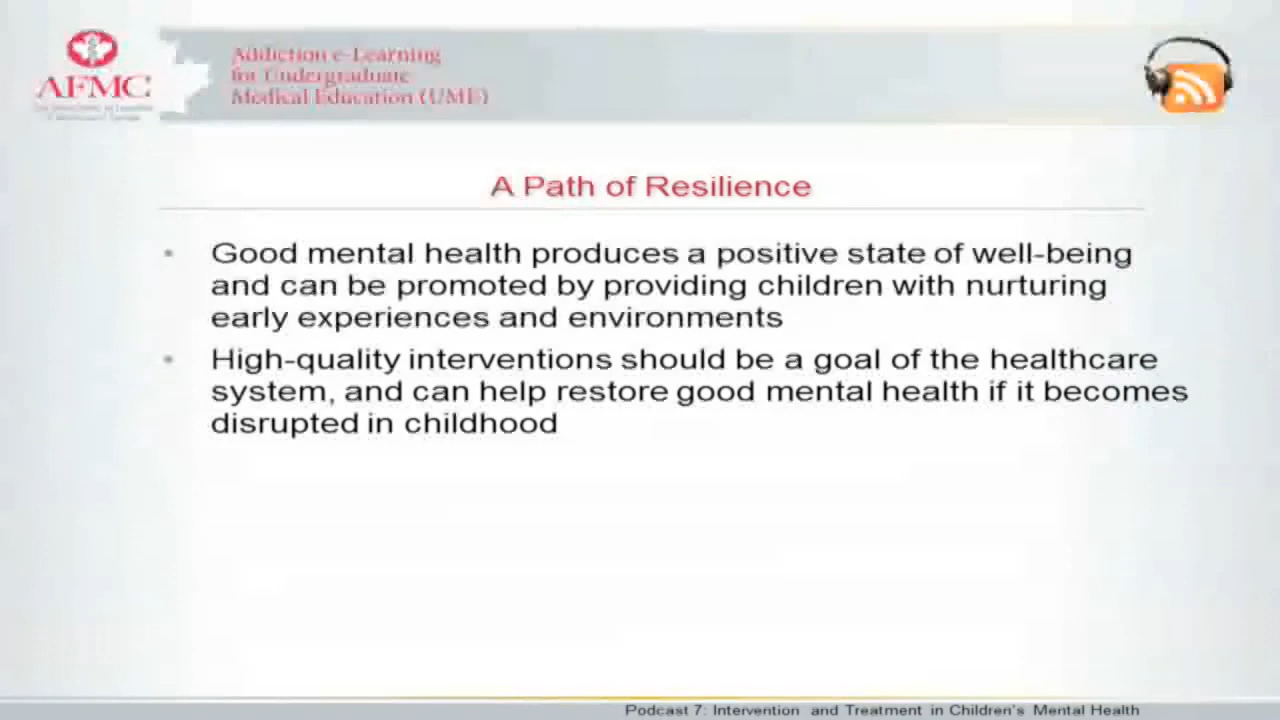 AFMC
Addiction e-Learning
for Undergraduate
Medical Education (UME)
A Path of Resilience
• Good mental health produces a positive state of well-being
and can be promoted by providing children with nurturing
early experiences and environments
• High-quality interventions should be a goal of the healthcare
system, and can help restore good mental health if it becomes
disrupted in childhood
Podcast 7: Intervention and Treatment in Children's Mental Health